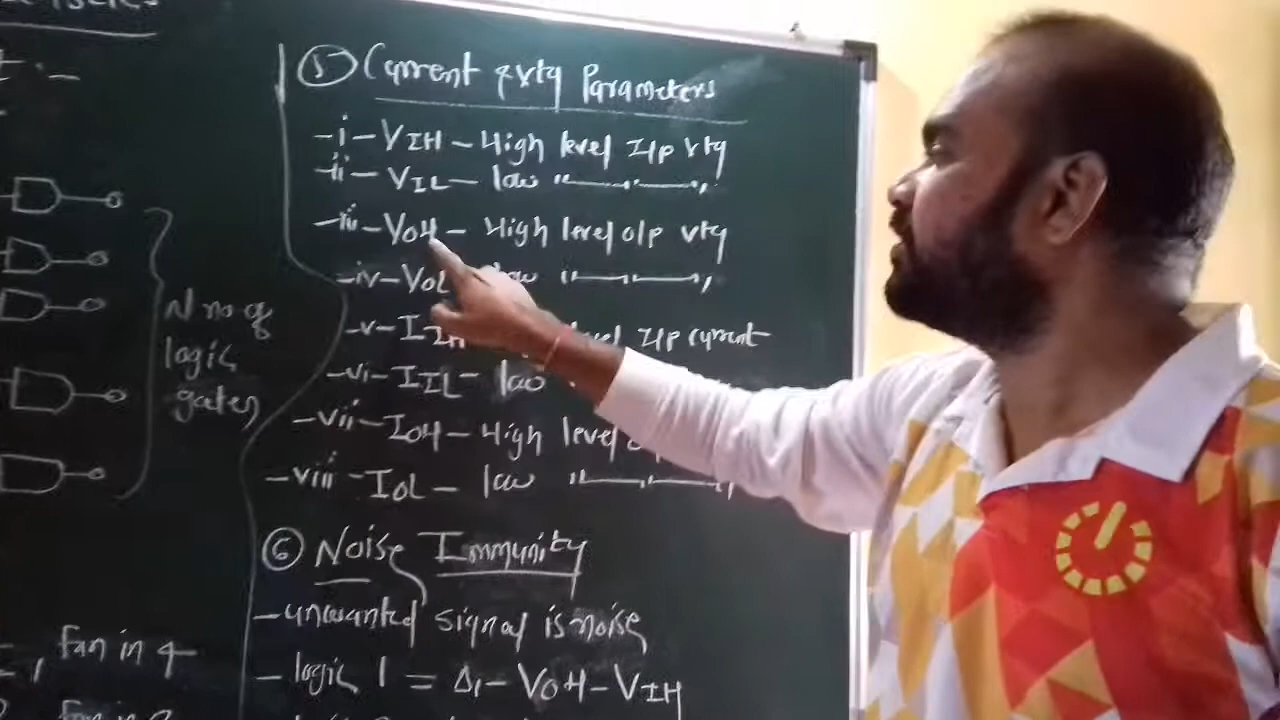 N no of
logic
gates
, fan in 4
⑤ Current & vtg Parameters
- i - VIH - High level I/p vtg
- ii - VIL - low " — " — "
- iii - VOH - High level o/p vtg
- iv - VOL low " — " — "
- v - IIH I/p current
- vi - IIL - low
- vii - IOH - High level
- viii - IOL - low " — " — "
⑥ Noise Immunity
- unwanted signal is noise
- logic 1 = Δ1 - VOH - VIH